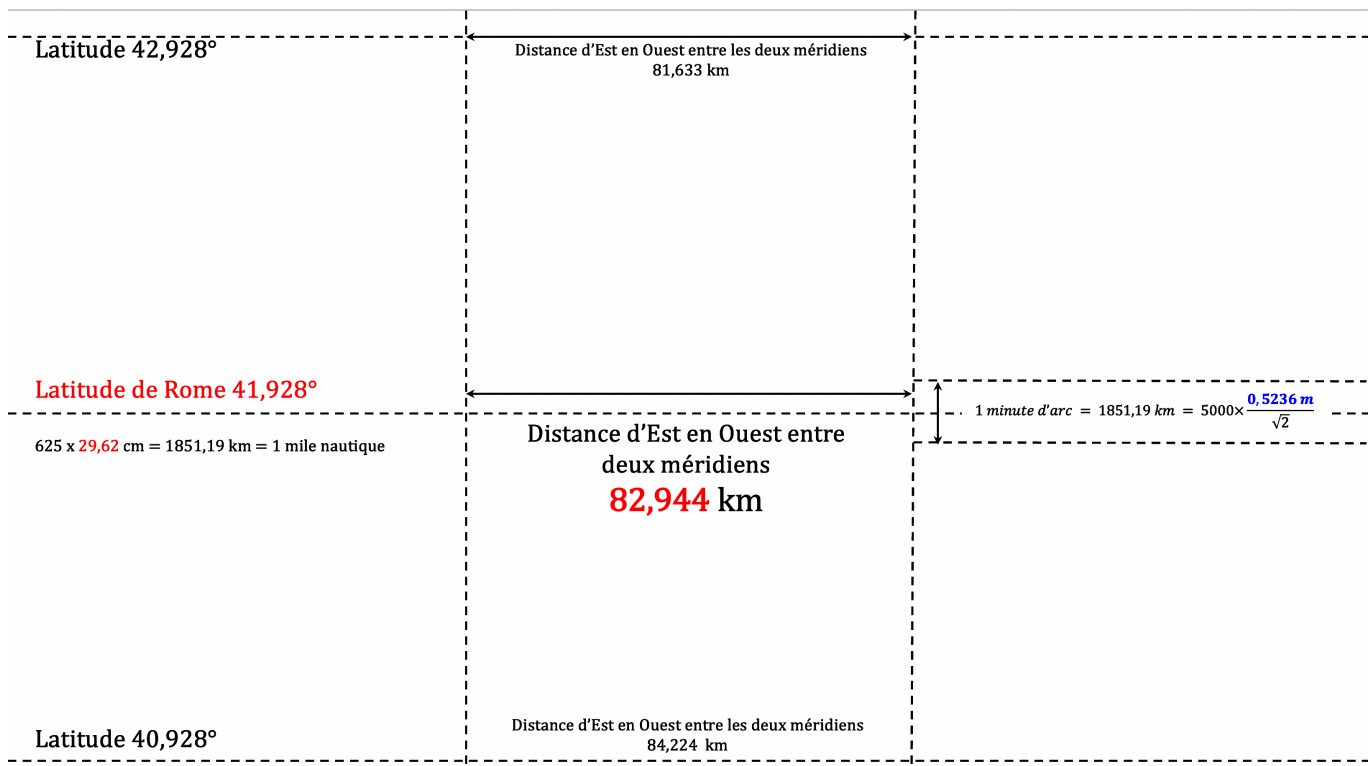 Latitude 42,928°
Distance d’Est en Ouest entre les deux méridiens
81,633 km
Latitude de Rome 41,928°
1 minute d’arc = 1851,19 km = 5000× 0,5236 m / √2
625 x 29,62 cm = 1851,19 km = 1 mile nautique
Distance d’Est en Ouest entre
deux méridiens
82,944 km
Distance d’Est en Ouest entre les deux méridiens
84,224 km
Latitude 40,928°